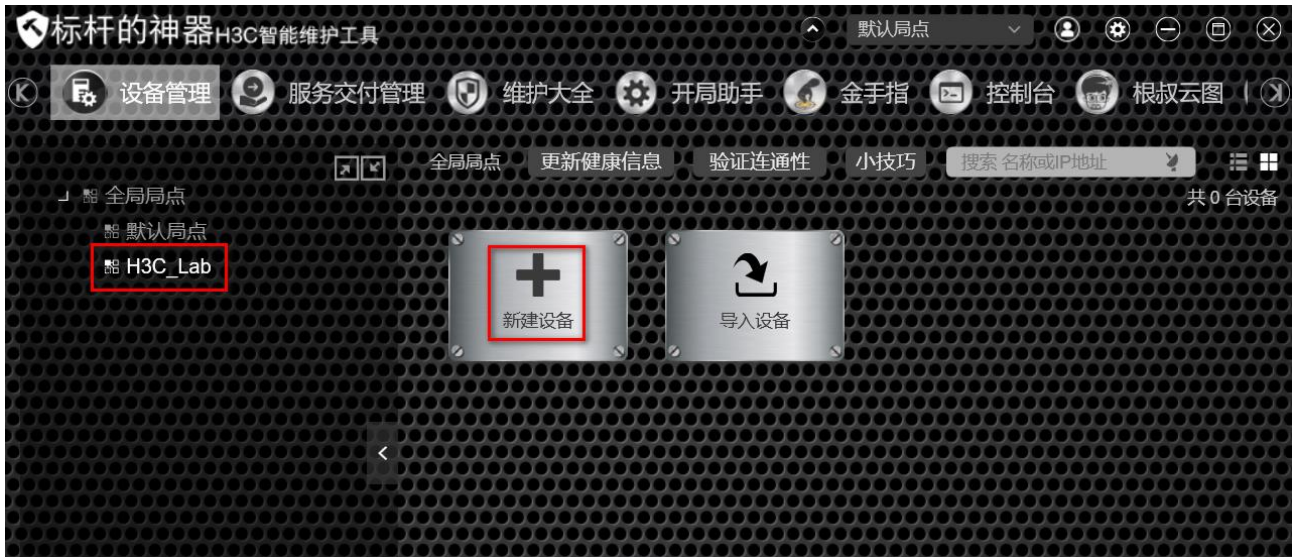 标杆的神器H3C智能维护工具
默认局点
设备管理 服务交付管理 维护大全 开局助手 金手指 控制台 根叔云图
全局局点 更新健康信息 验证连通性 小技巧 搜索 名称或IP地址
共 0 台设备
全局局点
默认局点
H3C_Lab
新建设备 导入设备